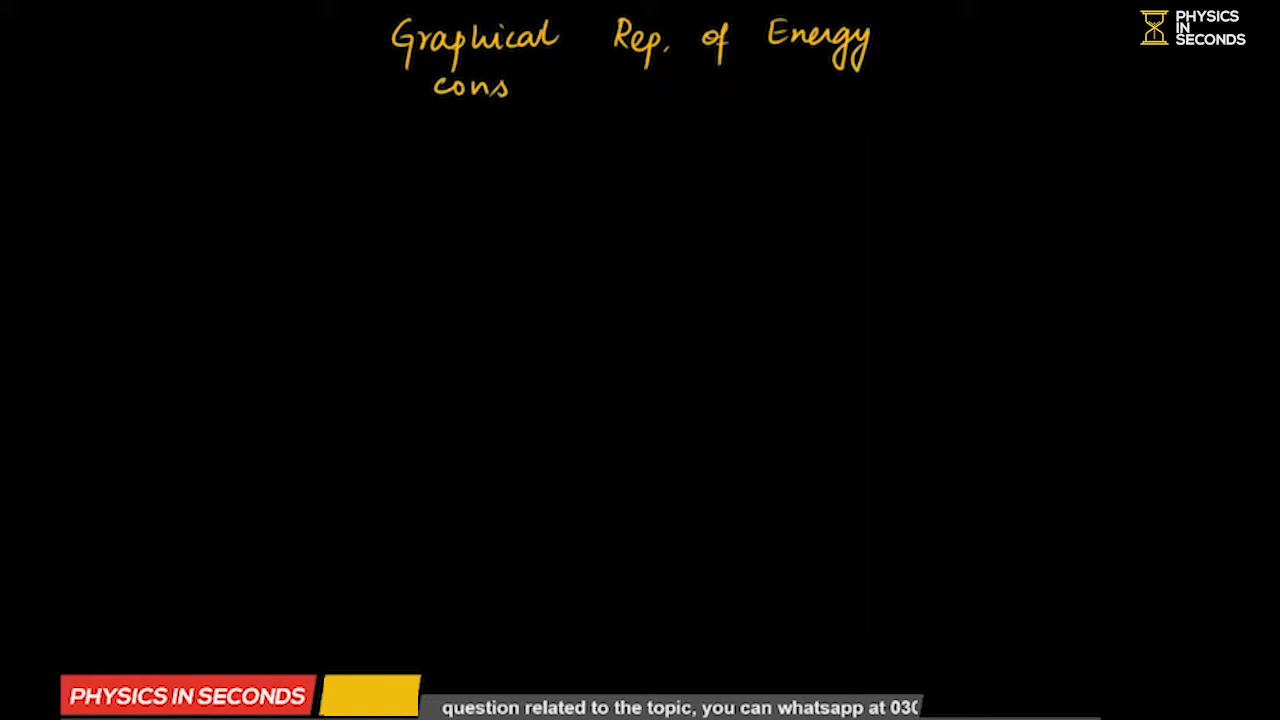 Graphical Rep. of Energy
cons
PHYSICS
IN
SECONDS
PHYSICS IN SECONDS
question related to the topic, you can whatsapp at 030